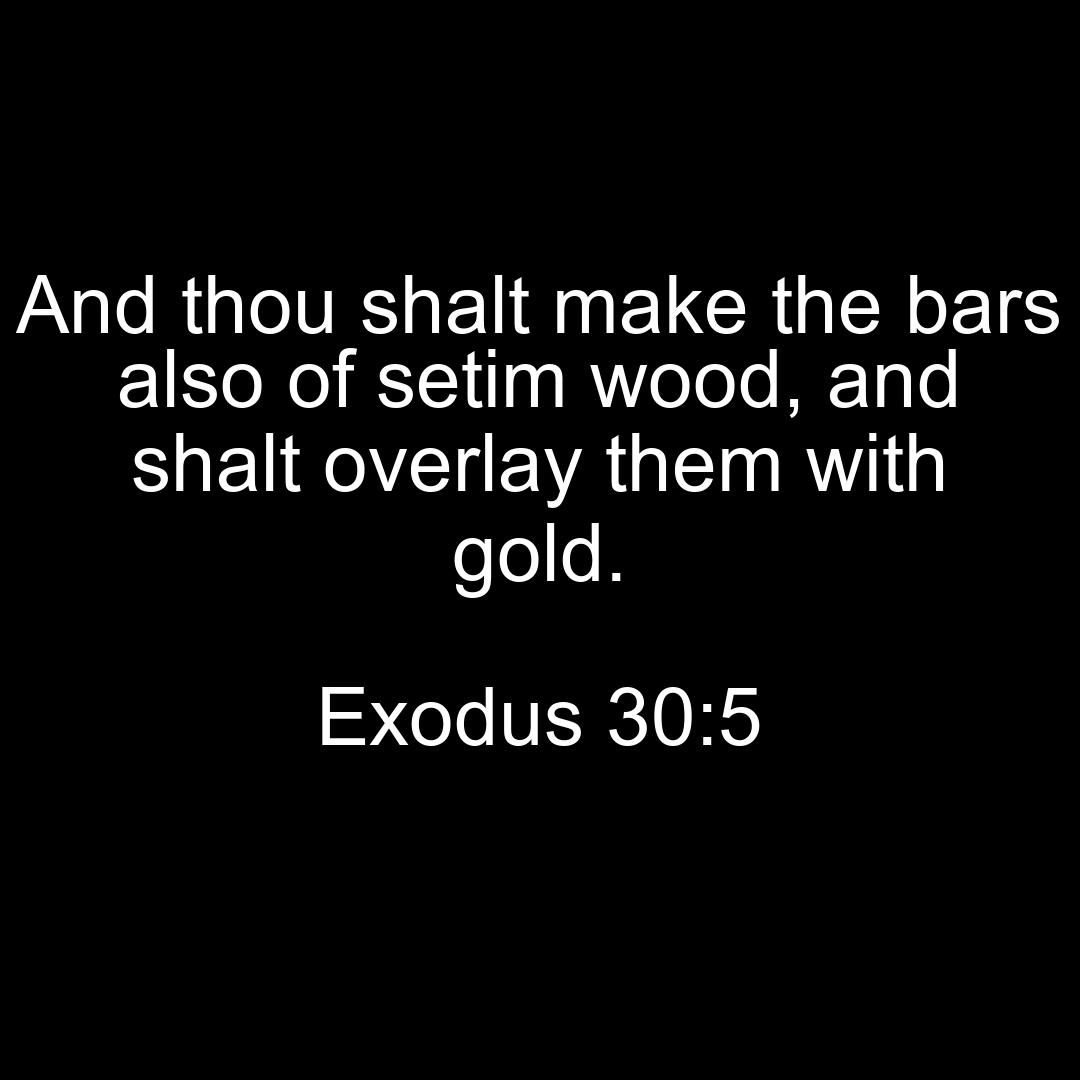 And thou shalt make the bars
also of setim wood, and
shalt overlay them with
gold.
Exodus 30:5